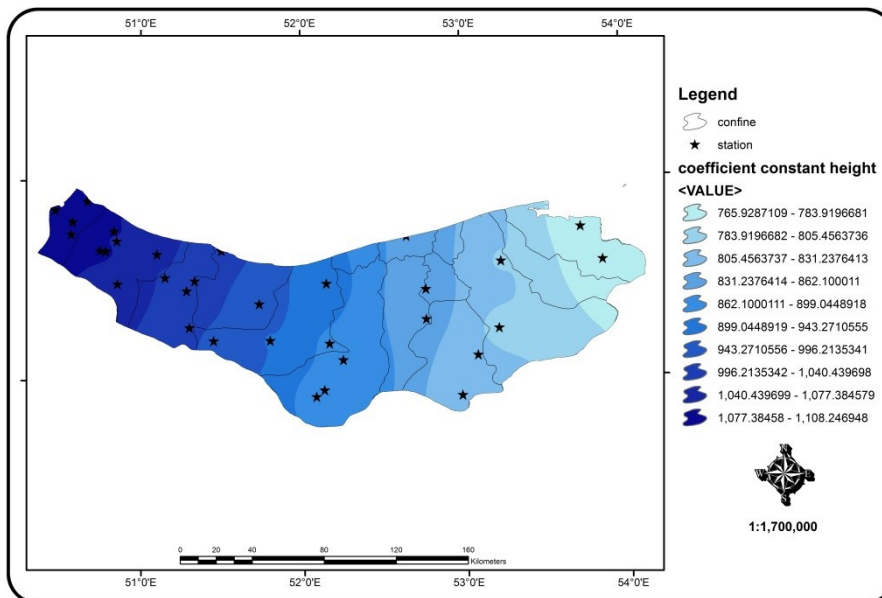 51°0'E 52°0'E 53°0'E 54°0'E
Legend
confine
station
coefficient constant height
<VALUE>
765.9287109 - 783.9196681
783.9196682 - 805.4563736
805.4563737 - 831.2376413
831.2376414 - 862.100011
862.1000111 - 899.0448918
899.0448919 - 943.2710555
943.2710556 - 996.2135341
996.2135342 - 1,040.439698
1,040.439699 - 1,077.384579
1,077.38458 - 1,108.246948
N
W E
S
1:1,700,000
0 20 40 80 120 160
Kilometers
51°0'E 52°0'E 53°0'E 54°0'E